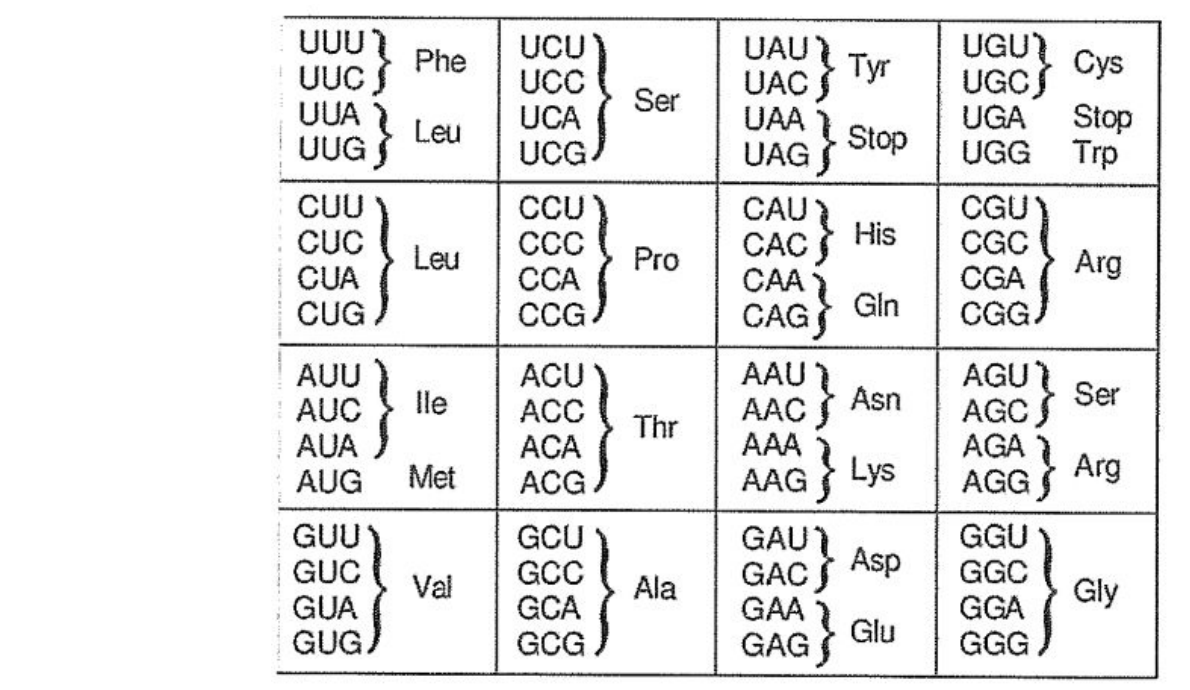 UUU
UUC
Phe
UUA
UUG
Leu
UCU
UCC
UCA
UCG
Ser
UAU
UAC
Tyr
UAA
UAG
Stop
UGU
UGC
Cys
UGA Stop
UGG Trp
CUU
CUC
CUA
CUG
Leu
CCU
CCC
CCA
CCG
Pro
CAU
CAC
His
CAA
CAG
Gln
CGU
CGC
CGA
CGG
Arg
AUU
AUC
AUA
Ile
AUG Met
ACU
ACC
ACA
ACG
Thr
AAU
AAC
Asn
AAA
AAG
Lys
AGU
AGC
Ser
AGA
AGG
Arg
GUU
GUC
GUA
GUG
Val
GCU
GCC
GCA
GCG
Ala
GAU
GAC
Asp
GAA
GAG
Glu
GGU
GGC
GGA
GGG
Gly